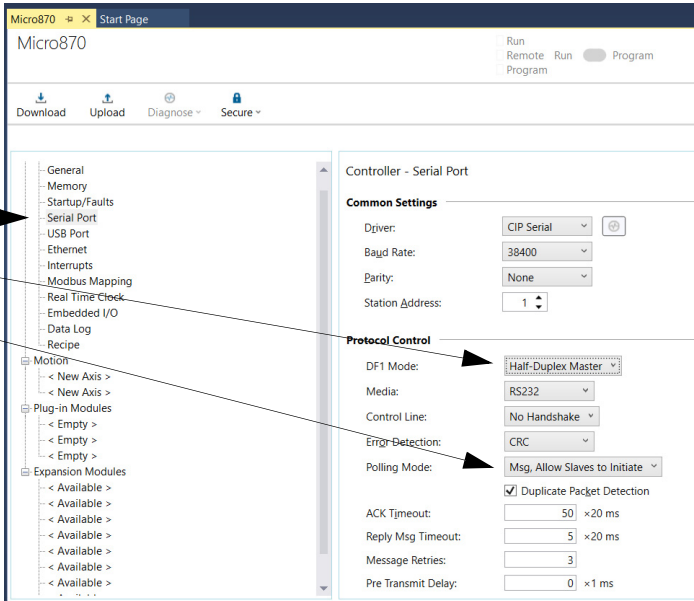 Micro870 Start Page
Micro870
Run
Remote Run Program
Program
Download Upload Diagnose Secure
General
Memory
Startup/Faults
Serial Port
USB Port
Ethernet
Interrupts
Modbus Mapping
Real Time Clock
Embedded I/O
Data Log
Recipe
Motion
< New Axis >
< New Axis >
Plug-in Modules
< Empty >
< Empty >
< Empty >
Expansion Modules
< Available >
< Available >
< Available >
< Available >
< Available >
< Available >
< Available >
Controller - Serial Port
Common Settings
Driver: CIP Serial
Baud Rate: 38400
Parity: None
Station Address: 1
Protocol Control
DF1 Mode: Half-Duplex Master
Media: RS232
Control Line: No Handshake
Error Detection: CRC
Polling Mode: Msg, Allow Slaves to Initiate
Duplicate Packet Detection
ACK Timeout: 50 ×20 ms
Reply Msg Timeout: 5 ×20 ms
Message Retries: 3
Pre Transmit Delay: 0 ×1 ms